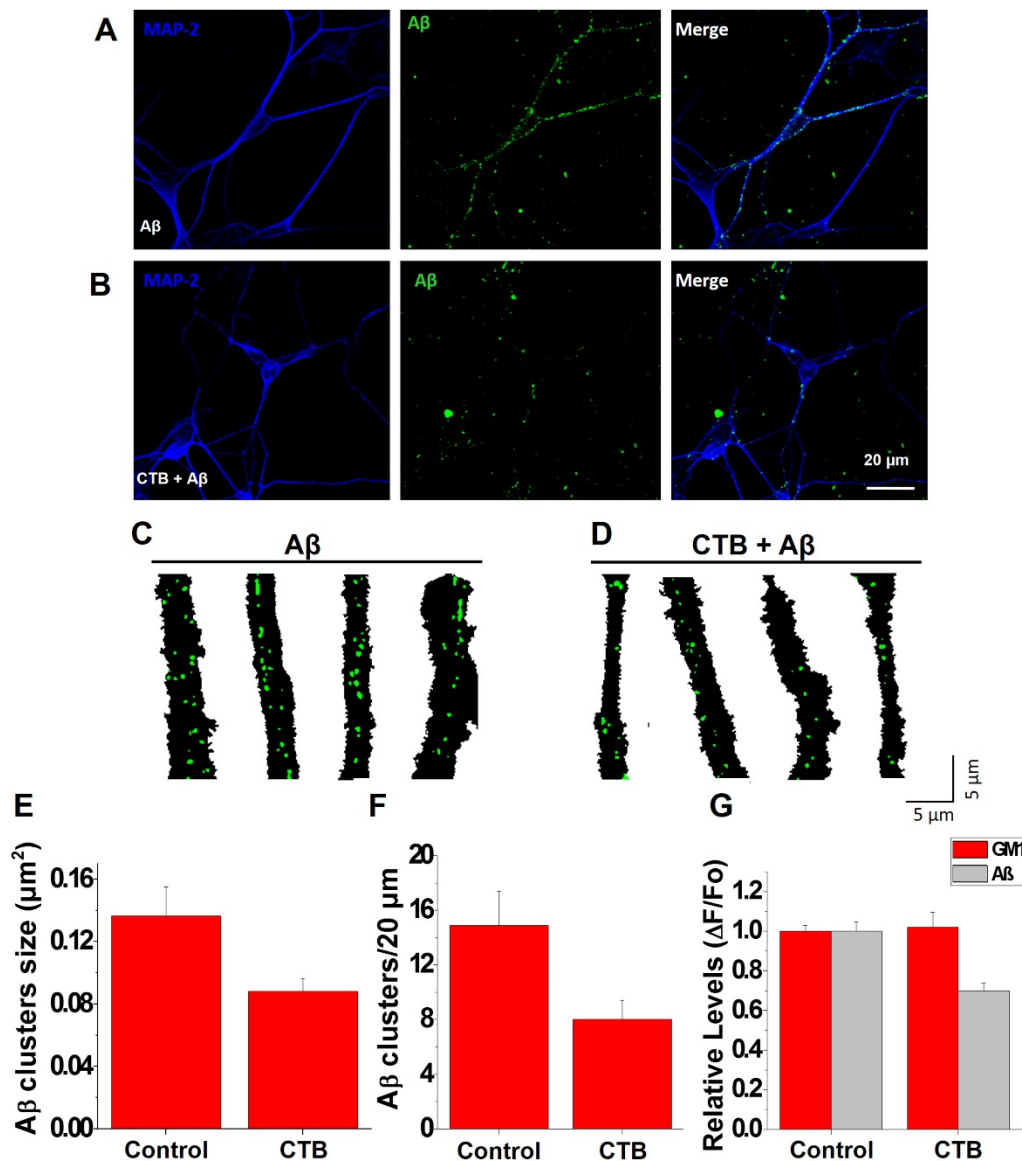 A
MAP-2
Aβ
Merge
Aβ
B
MAP-2
Aβ
Merge
CTB + Aβ
20 μm
C
Aβ
D
CTB + Aβ
5 μm
5 μm
E
Aβ clusters size (μm²)
0.16
0.12
0.08
0.04
0.00
Control
CTB
F
Aβ clusters/20 μm
20
16
12
8
4
0
Control
CTB
G
GM1
Aß
Relative Levels (ΔF/Fo)
1.2
1.0
0.8
0.6
0.4
0.2
0.0
Control
CTB